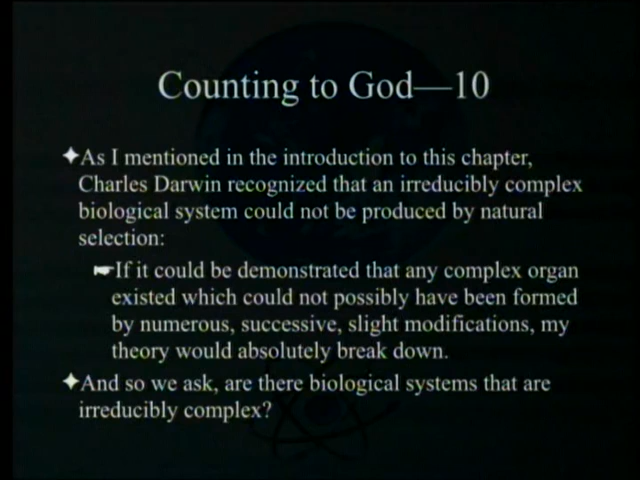 Counting to God—10
✦As I mentioned in the introduction to this chapter,
Charles Darwin recognized that an irreducibly complex
biological system could not be produced by natural
selection:
☛If it could be demonstrated that any complex organ
existed which could not possibly have been formed
by numerous, successive, slight modifications, my
theory would absolutely break down.
✦And so we ask, are there biological systems that are
irreducibly complex?